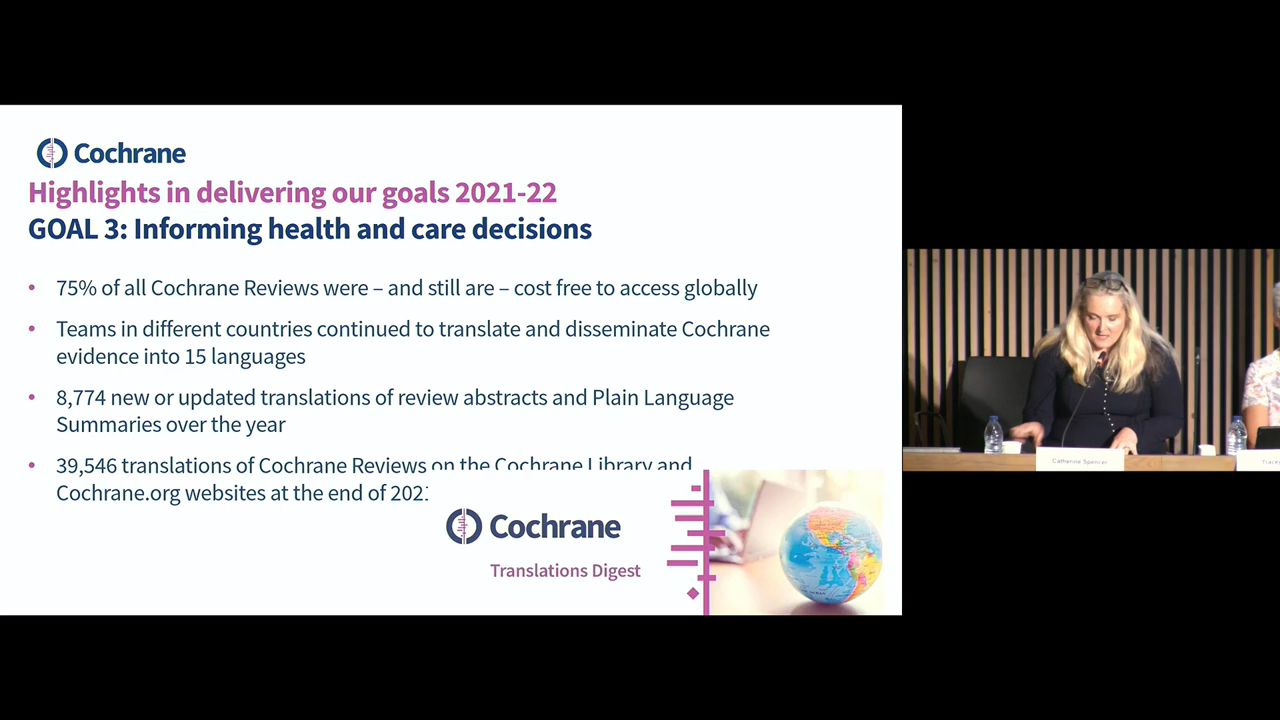 Cochrane
Highlights in delivering our goals 2021-22
GOAL 3: Informing health and care decisions
• 75% of all Cochrane Reviews were – and still are – cost free to access globally
• Teams in different countries continued to translate and disseminate Cochrane
evidence into 15 languages
• 8,774 new or updated translations of review abstracts and Plain Language
Summaries over the year
• 39,546 translations of Cochrane Reviews on the Cochrane Library and
Cochrane.org websites at the end of
Cochrane
Translations Digest
Catherine Spencer